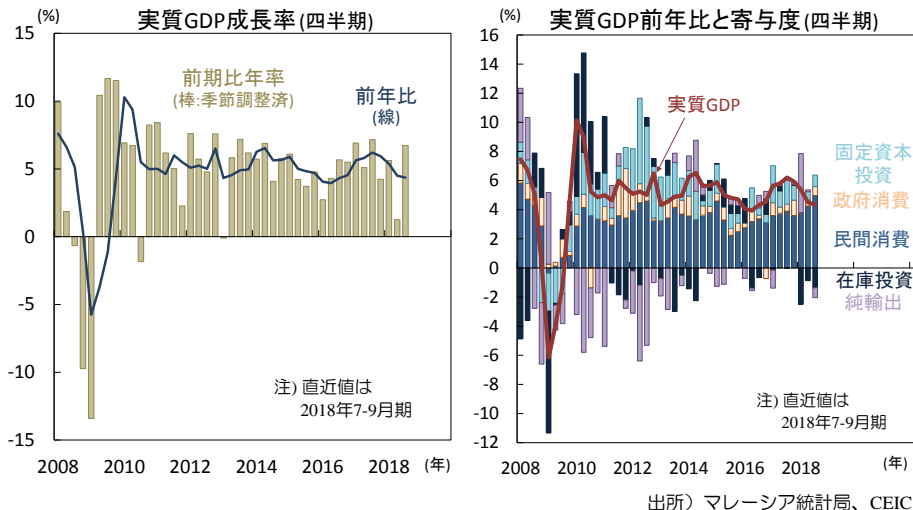 実質GDP成長率(四半期)
(%)
15
10
5
0
-5
-10
-15
前期比年率
(棒:季節調整済)
前年比
(線)
注) 直近値は
2018年7-9月期
2008
2010
2012
2014
2016
2018
(年)
実質GDP前年比と寄与度(四半期)
(%)
16
14
12
10
8
6
4
2
0
-2
-4
-6
-8
-10
-12
実質GDP
固定資本
投資
政府消費
民間消費
在庫投資
純輸出
注) 直近値は
2018年7-9月期
2008
2009
2010
2011
2012
2013
2014
2015
2016
2017
2018
(年)
出所）マレーシア統計局、CEIC